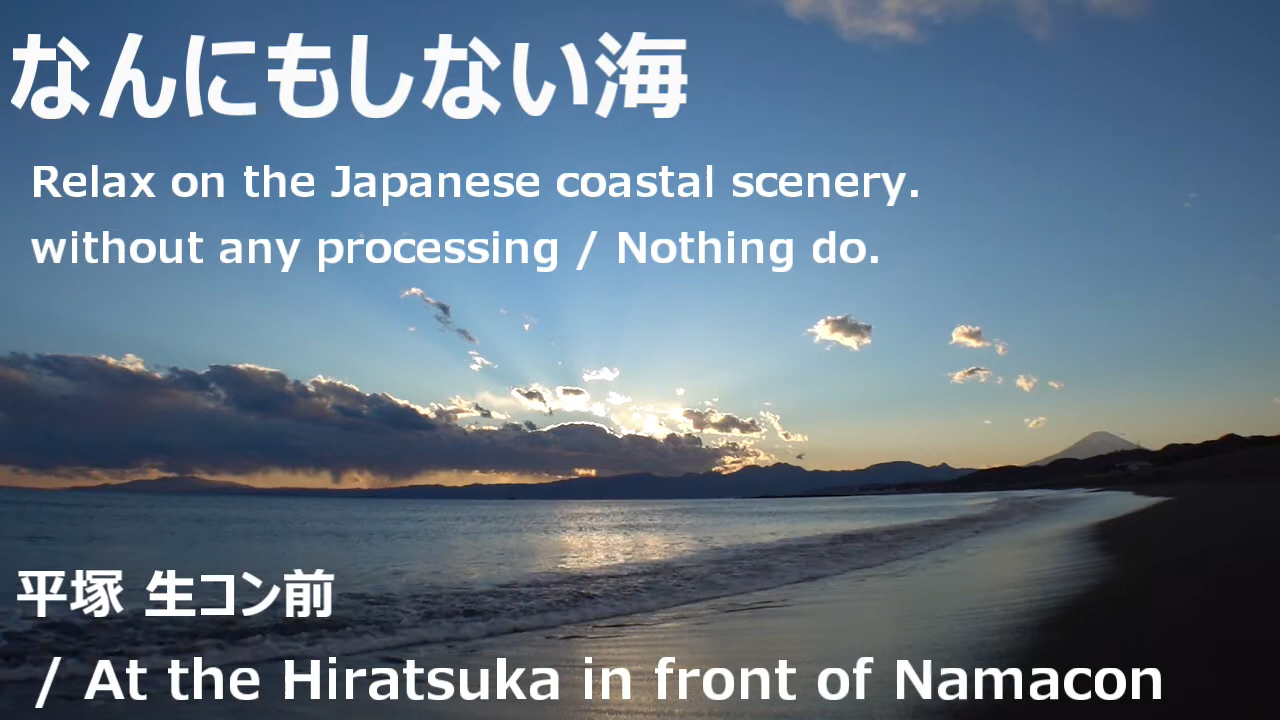 なんにもしない海
Relax on the Japanese coastal scenery.
without any processing / Nothing do.
平塚 生コン前
/ At the Hiratsuka in front of Namacon